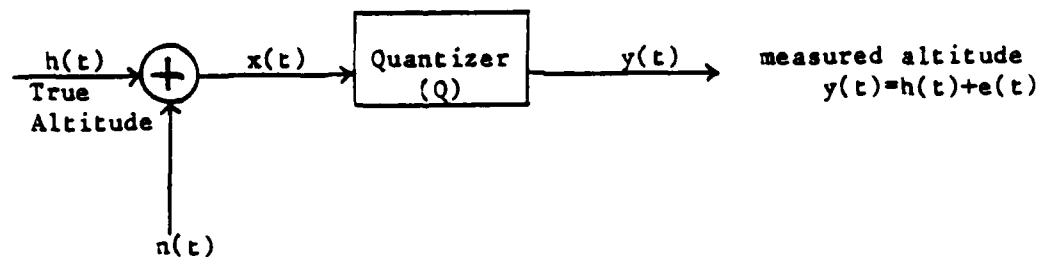 h(t)
True
Altitude
n(t)
x(t)
Quantizer
(Q)
y(t)
measured altitude
y(t)=h(t)+e(t)